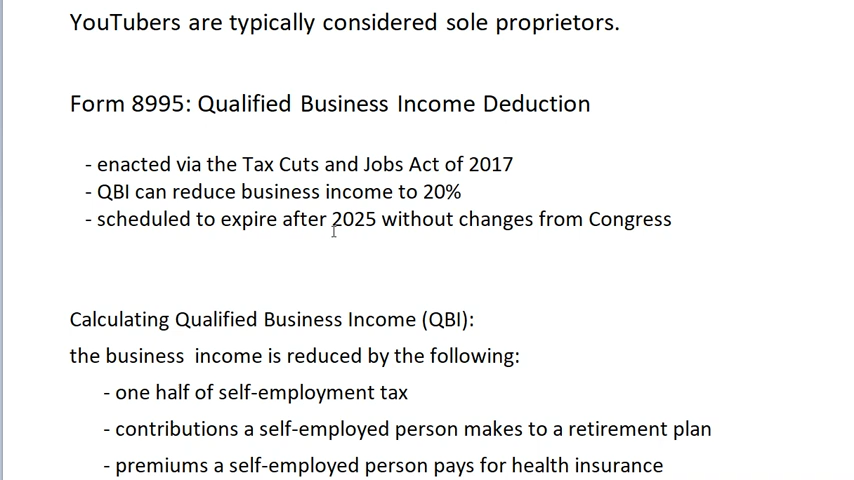 YouTubers are typically considered sole proprietors.
Form 8995: Qualified Business Income Deduction
- enacted via the Tax Cuts and Jobs Act of 2017
- QBI can reduce business income to 20%
- scheduled to expire after 2025 without changes from Congress
Calculating Qualified Business Income (QBI):
the business  income is reduced by the following:
- one half of self-employment tax
- contributions a self-employed person makes to a retirement plan
- premiums a self-employed person pays for health insurance